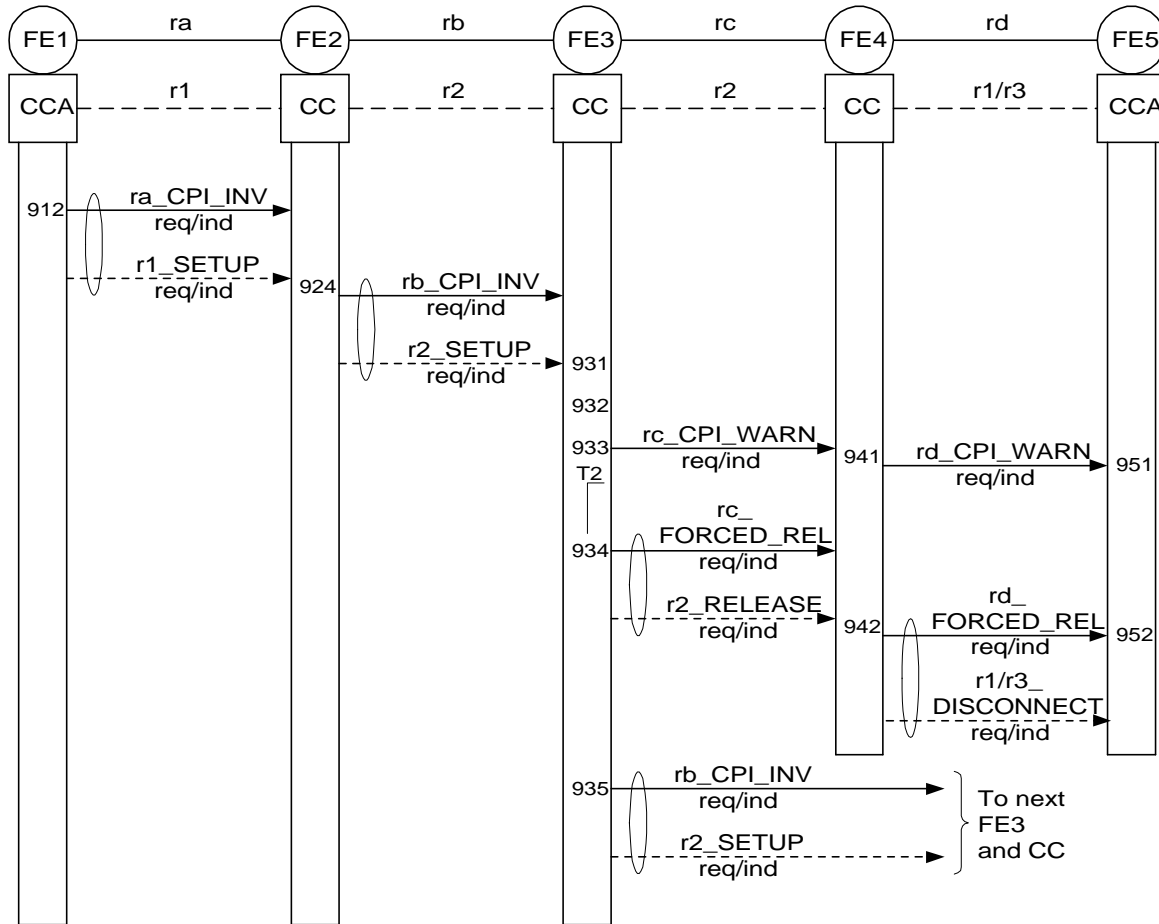 ra
rb
rc
rd
FE1
FE2
FE3
FE4
FE5
r1
r2
r2
r1/r3
CCA
CC
CC
CC
CCA
912
ra_CPI_INV
req/ind
r1_SETUP
req/ind
924
rb_CPI_INV
req/ind
r2_SETUP
req/ind
931
932
933
rc_CPI_WARN
req/ind
941
rd_CPI_WARN
req/ind
951
T2
934
rc_
FORCED_REL
req/ind
r2_RELEASE
req/ind
942
rd_
FORCED_REL
req/ind
952
r1/r3_
DISCONNECT
req/ind
935
rb_CPI_INV
req/ind
r2_SETUP
req/ind
To next
FE3
and CC